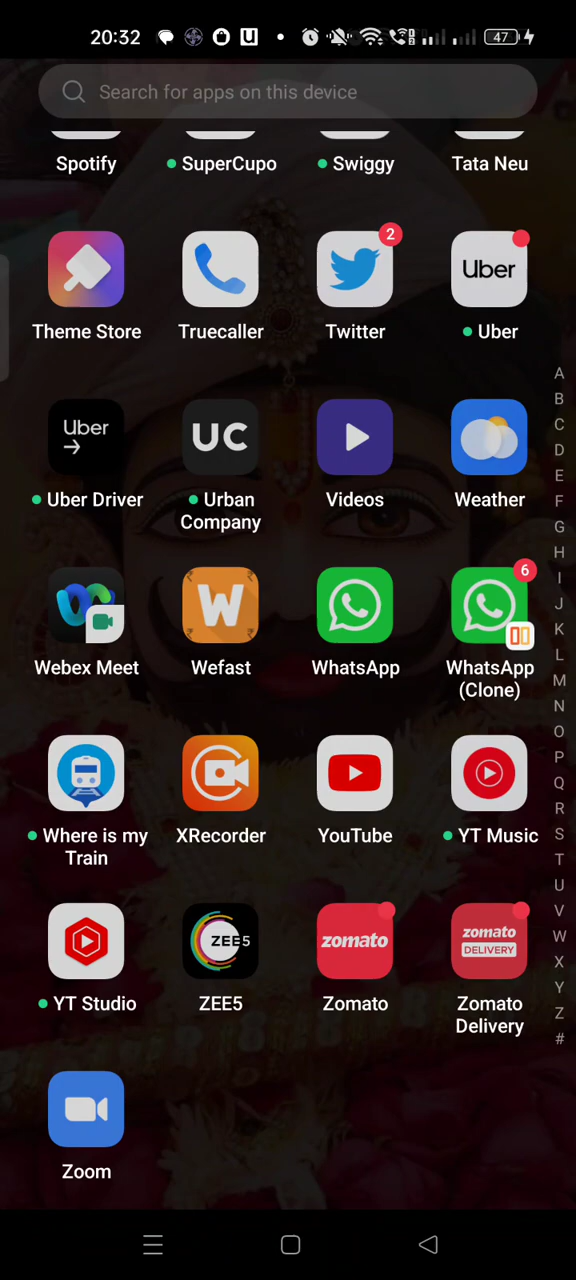 20:32 47
Search for apps on this device
Spotify SuperCupo Swiggy Tata Neu
2
Uber
Theme Store Truecaller Twitter Uber
Uber
UC
Uber Driver Urban Company Videos Weather
6
W
Webex Meet Wefast WhatsApp WhatsApp (Clone)
Where is my Train XRecorder YouTube YT Music
ZEE5
zomato
zomato
DELIVERY
YT Studio ZEE5 Zomato Zomato Delivery
Zoom
A
B
C
D
E
F
G
H
I
J
K
L
M
N
O
P
Q
R
S
T
U
V
W
X
Y
Z
#